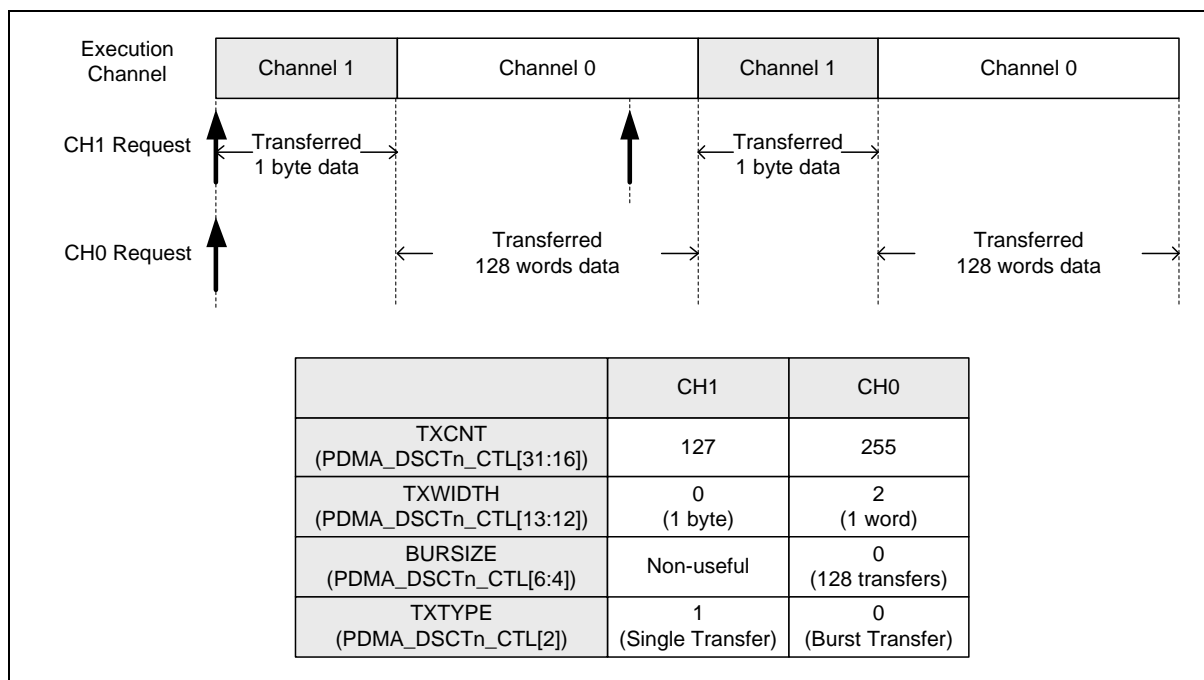 Execution
Channel
Channel 1
Channel 0
Channel 1
Channel 0
CH1 Request
Transferred
1 byte data
Transferred
1 byte data
CH0 Request
Transferred
128 words data
Transferred
128 words data
CH1
CH0
TXCNT
(PDMA_DSCTn_CTL[31:16])
127
255
TXWIDTH
(PDMA_DSCTn_CTL[13:12])
0
(1 byte)
2
(1 word)
BURSIZE
(PDMA_DSCTn_CTL[6:4])
Non-useful
0
(128 transfers)
TXTYPE
(PDMA_DSCTn_CTL[2])
1
(Single Transfer)
0
(Burst Transfer)